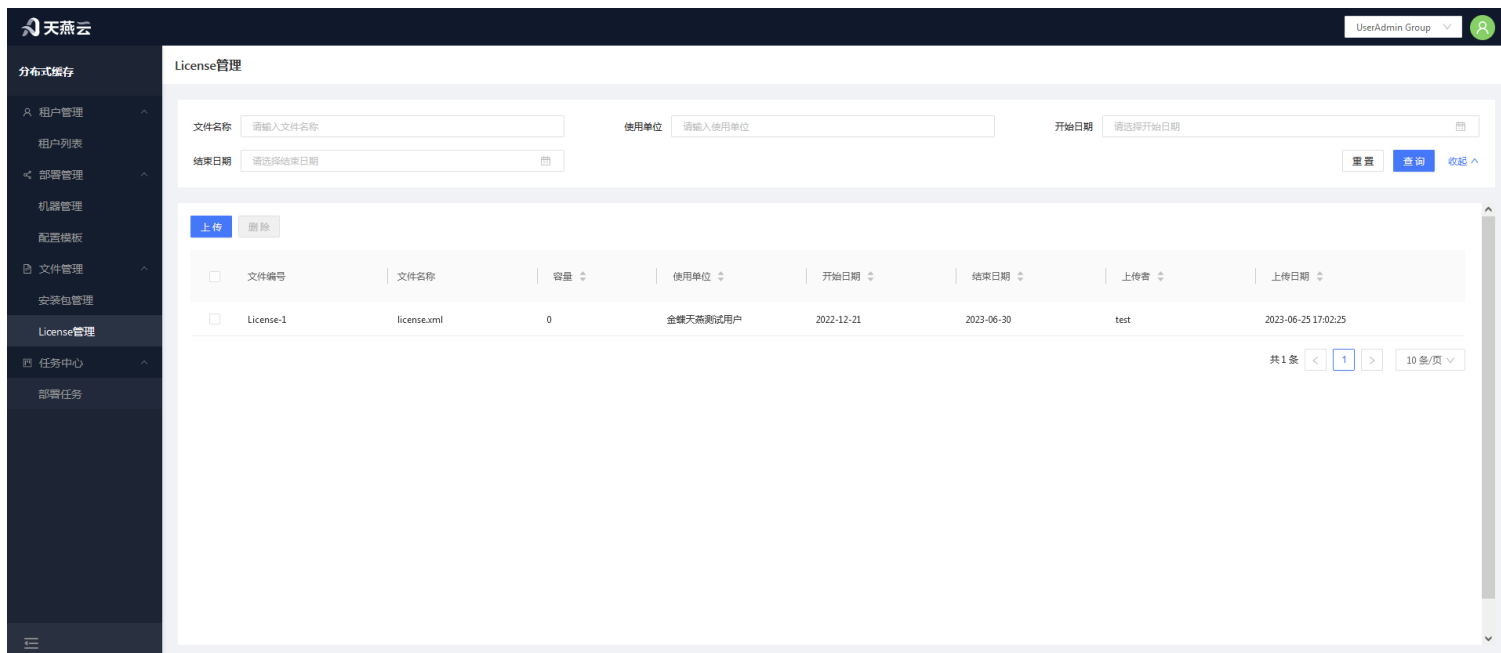 天燕云
UserAdmin Group
分布式缓存
License管理
租户管理
租户列表
部署管理
机器管理
配置模板
文件管理
安装包管理
License管理
任务中心
部署任务
文件名称 请输入文件名称 使用单位 请输入使用单位 开始日期 请选择开始日期
结束日期 请选择结束日期 重置 查询 收起
上传 删除
文件编号 文件名称 容量 使用单位 开始日期 结束日期 上传者 上传日期
License-1 license.xml 0 金蝶天燕测试用户 2022-12-21 2023-06-30 test 2023-06-25 17:02:25
共1条 < 1 > 10 条/页